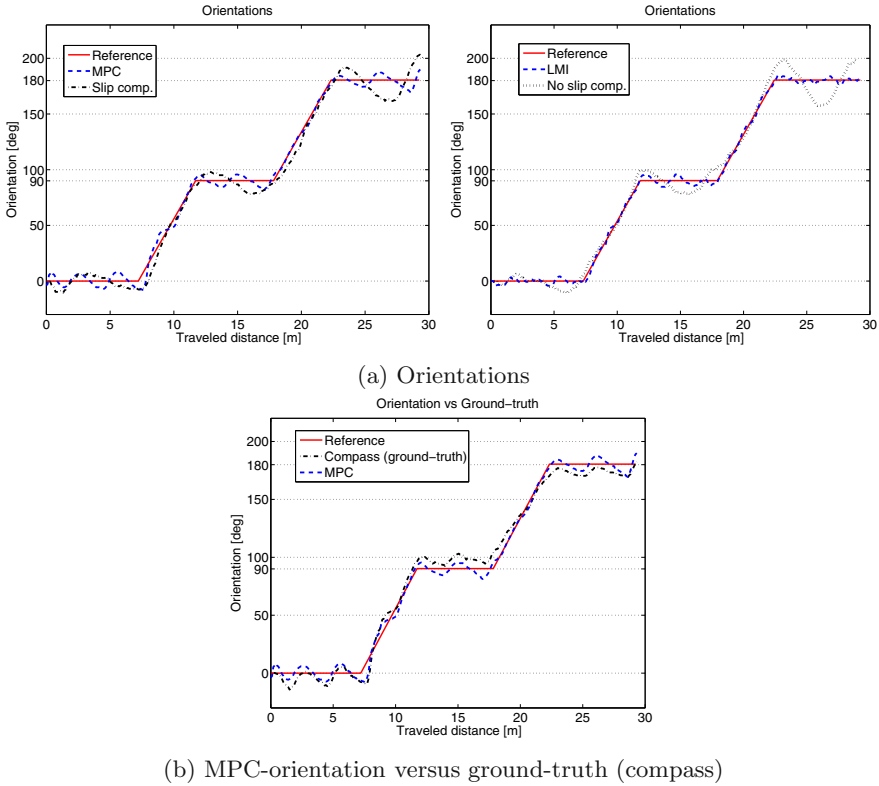 Orientations
200
180
150
100
90
50
0
Orientation [deg]
Reference
MPC
Slip comp.
0 5 10 15 20 25 30
Traveled distance [m]
Orientations
200
180
150
100
90
50
0
Orientation [deg]
Reference
LMI
No slip comp.
0 5 10 15 20 25 30
Traveled distance [m]
(a) Orientations
Orientation vs Ground−truth
200
180
150
100
90
50
0
Orientation [deg]
Reference
Compass (ground−truth)
MPC
0 5 10 15 20 25 30
Traveled distance [m]
(b) MPC-orientation versus ground-truth (compass)